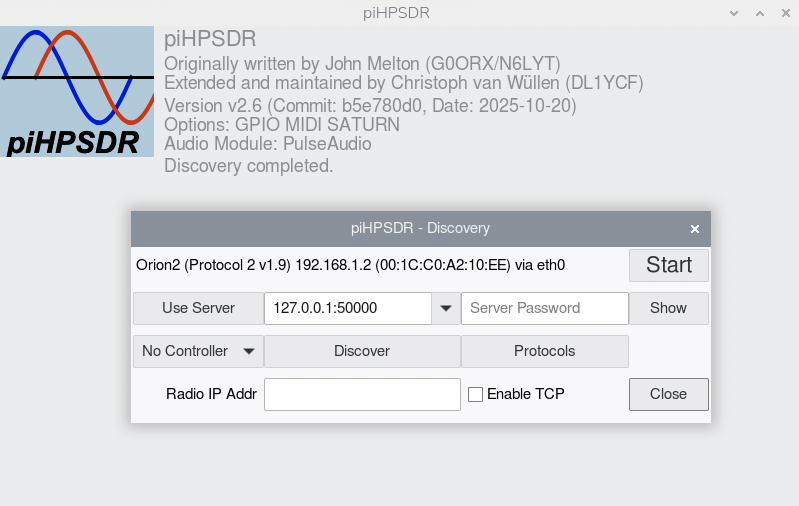 piHPSDR
piHPSDR
Originally written by John Melton (G0ORX/N6LYT)
Extended and maintained by Christoph van Wüllen (DL1YCF)
Version v2.6 (Commit: b5e780d0, Date: 2025-10-20)
Options: GPIO MIDI SATURN
Audio Module: PulseAudio
piHPSDR
Discovery completed.
piHPSDR - Discovery
Orion2 (Protocol 2 v1.9) 192.168.1.2 (00:1C:C0:A2:10:EE) via eth0 Start
Use Server 127.0.0.1:50000 Server Password Show
No Controller Discover Protocols
Radio IP Addr Enable TCP Close